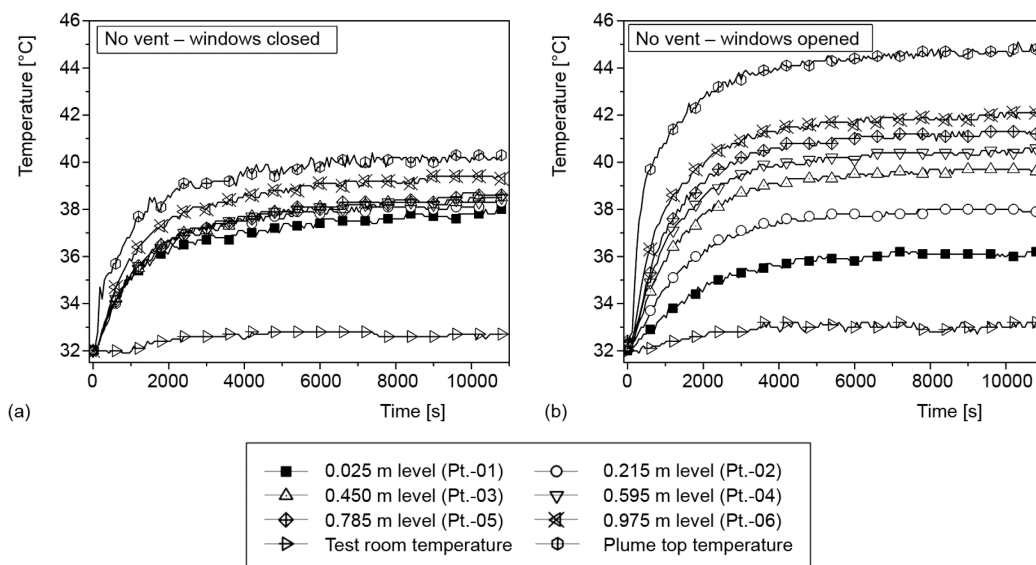 46
44
42
40
38
36
34
32
Temperature [°C]
No vent – windows closed
0 2000 4000 6000 8000 10000
Time [s]
(a)
46
44
42
40
38
36
34
32
Temperature [°C]
No vent – windows opened
0 2000 4000 6000 8000 10000
Time [s]
(b)
0.025 m level (Pt.-01)
0.215 m level (Pt.-02)
0.450 m level (Pt.-03)
0.595 m level (Pt.-04)
0.785 m level (Pt.-05)
0.975 m level (Pt.-06)
Test room temperature
Plume top temperature